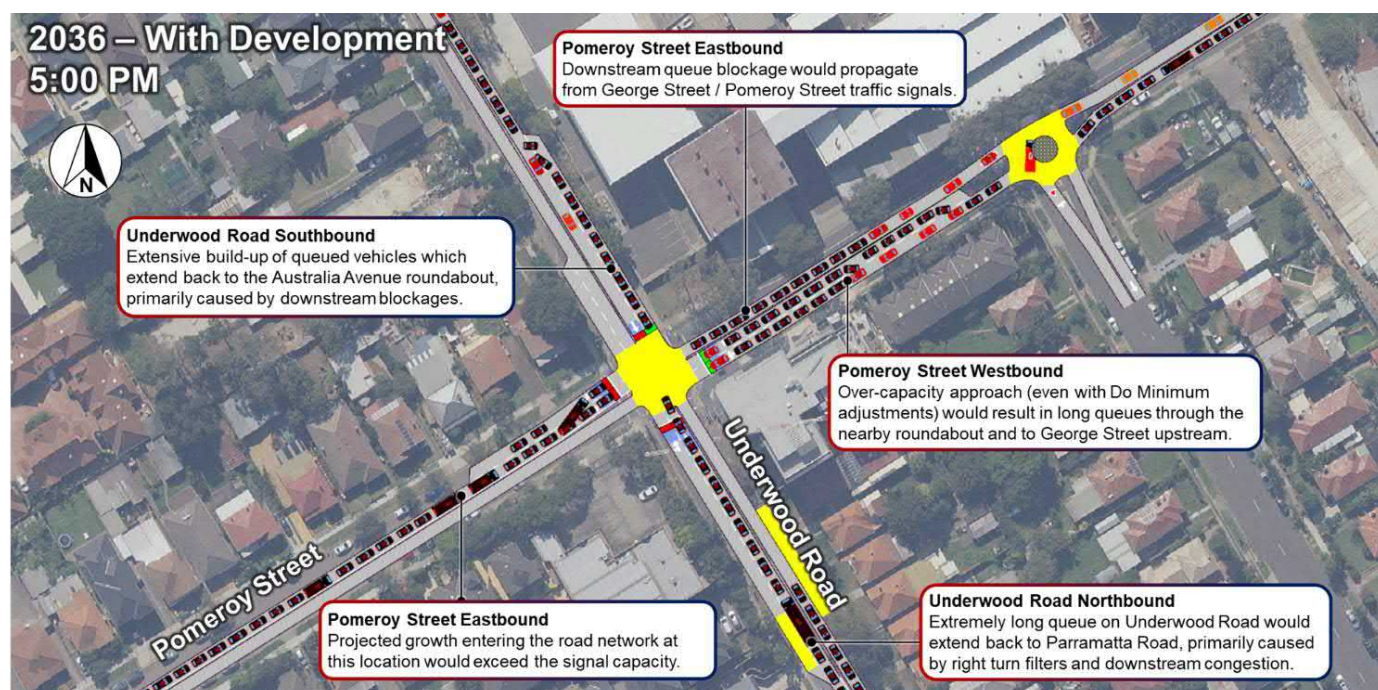 2036 – With Development
5:00 PM
N
Pomeroy Street Eastbound
Downstream queue blockage would propagate
from George Street / Pomeroy Street traffic signals.
Underwood Road Southbound
Extensive build-up of queued vehicles which
extend back to the Australia Avenue roundabout,
primarily caused by downstream blockages.
Pomeroy Street Westbound
Over-capacity approach (even with Do Minimum
adjustments) would result in long queues through the
nearby roundabout and to George Street upstream.
Underwood Road
Pomeroy Street
Pomeroy Street Eastbound
Projected growth entering the road network at
this location would exceed the signal capacity.
Underwood Road Northbound
Extremely long queue on Underwood Road would
extend back to Parramatta Road, primarily caused
by right turn filters and downstream congestion.